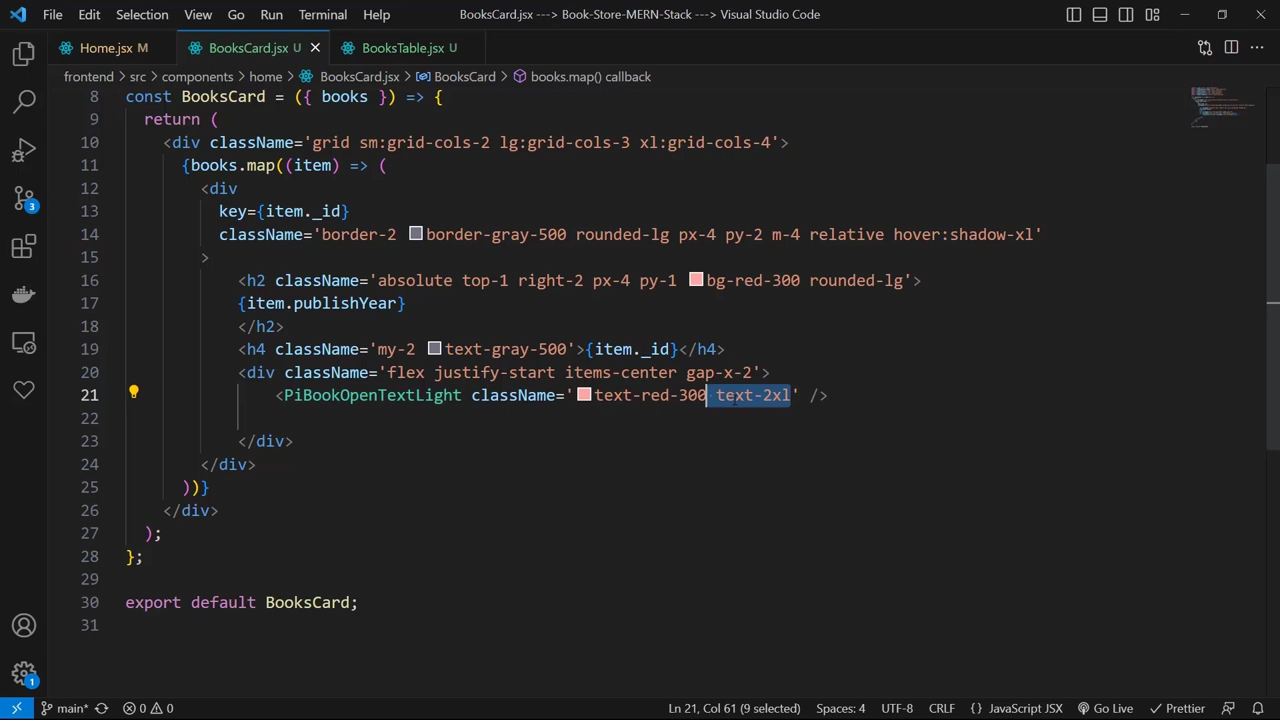 File Edit Selection View Go Run Terminal Help
BooksCard.jsx ---> Book-Store-MERN-Stack ---> Visual Studio Code
Home.jsx M
BooksCard.jsx U
BooksTable.jsx U
frontend > src > components > home > BooksCard.jsx > BooksCard > books.map() callback
8 const BooksCard = ({ books }) => {
9 return (
10 <div className='grid sm:grid-cols-2 lg:grid-cols-3 xl:grid-cols-4'>
11 {books.map((item) => (
12 <div
13 key={item._id}
14 className='border-2 border-gray-500 rounded-lg px-4 py-2 m-4 relative hover:shadow-xl'
15 >
16 <h2 className='absolute top-1 right-2 px-4 py-1 bg-red-300 rounded-lg'>
17 {item.publishYear}
18 </h2>
19 <h4 className='my-2 text-gray-500'>{item._id}</h4>
20 <div className='flex justify-start items-center gap-x-2'>
21 <PiBookOpenTextLight className='text-red-300 text-2xl' />
22
23 </div>
24 </div>
25 ))}
26 </div>
27 );
28 };
29
30 export default BooksCard;
31
3
1
main* 0 0 Ln 21, Col 61 (9 selected) Spaces: 4 UTF-8 CRLF {} JavaScript JSX Go Live Prettier